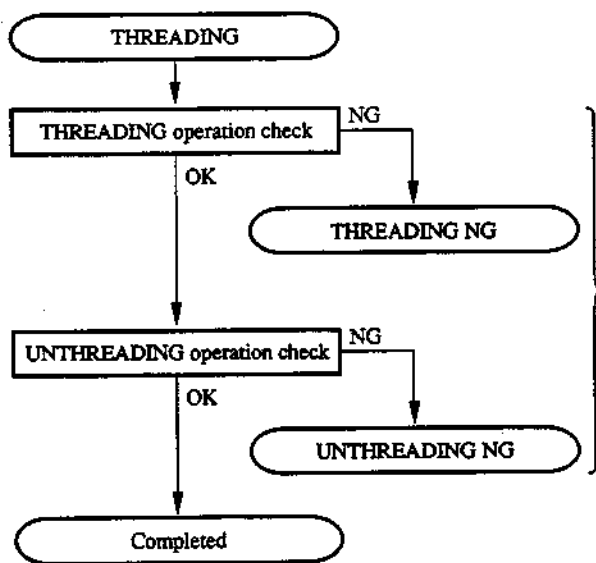 THREADING
THREADING operation check
NG
OK
THREADING NG
UNTHREADING operation check
NG
OK
UNTHREADING NG
Completed